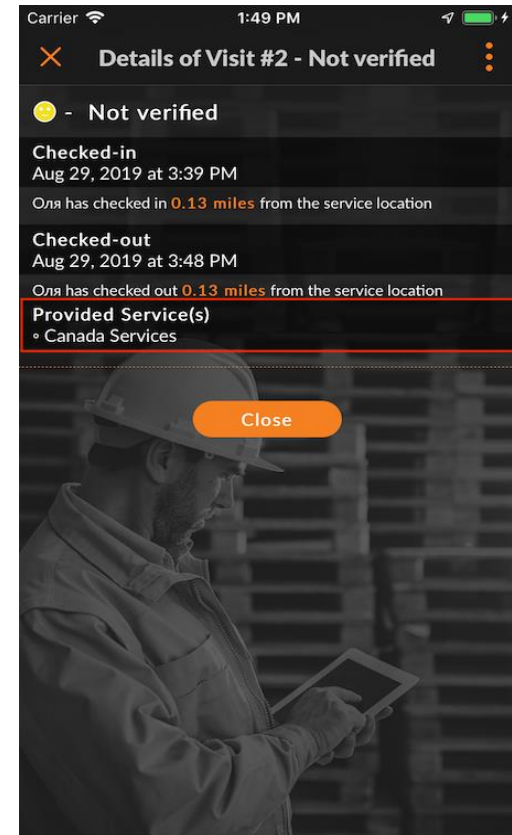 Carrier 1:49 PM
Details of Visit #2 - Not verified
- Not verified
Checked-in
Aug 29, 2019 at 3:39 PM
Оля has checked in 0.13 miles from the service location
Checked-out
Aug 29, 2019 at 3:48 PM
Оля has checked out 0.13 miles from the service location
Provided Service(s)
◦ Canada Services
Close